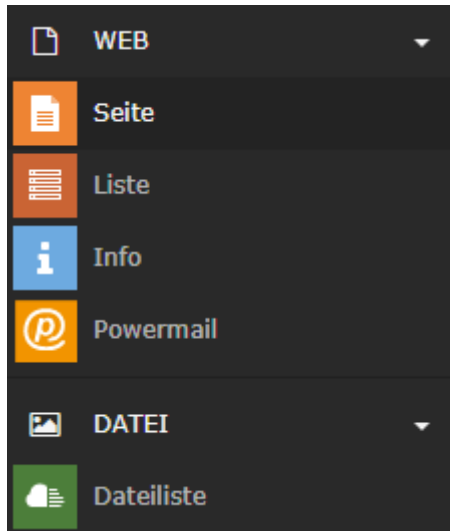 WEB
Seite
Liste
Info
Powermail
DATEI
Dateiliste